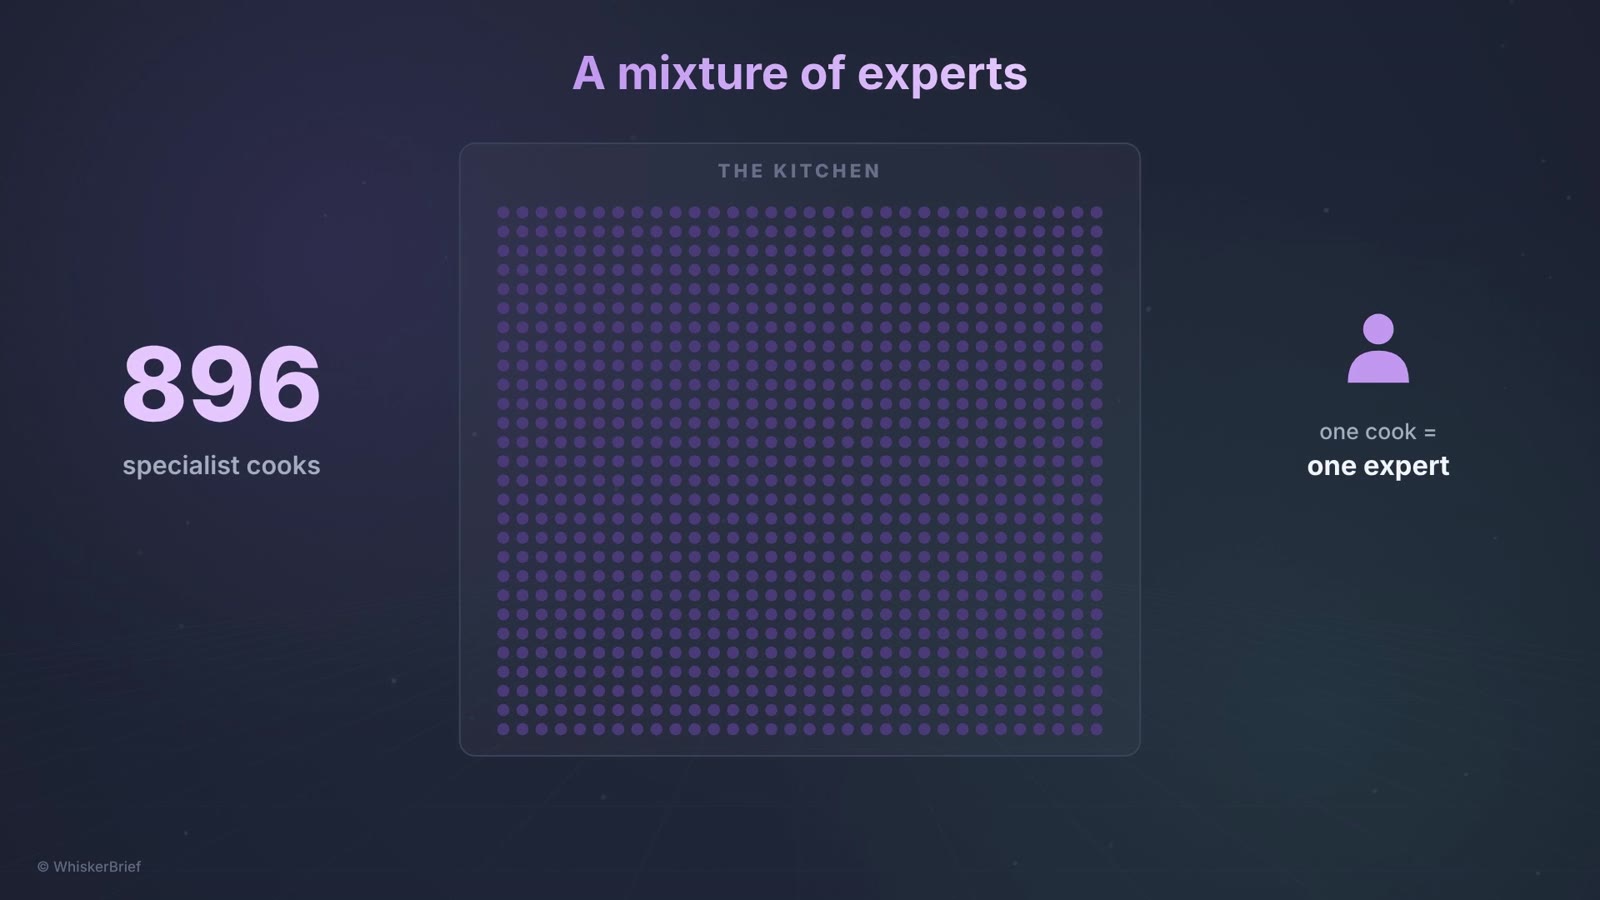 A mixture of experts
THE KITCHEN
896
specialist cooks
one cook =
one expert
© WhiskerBrief